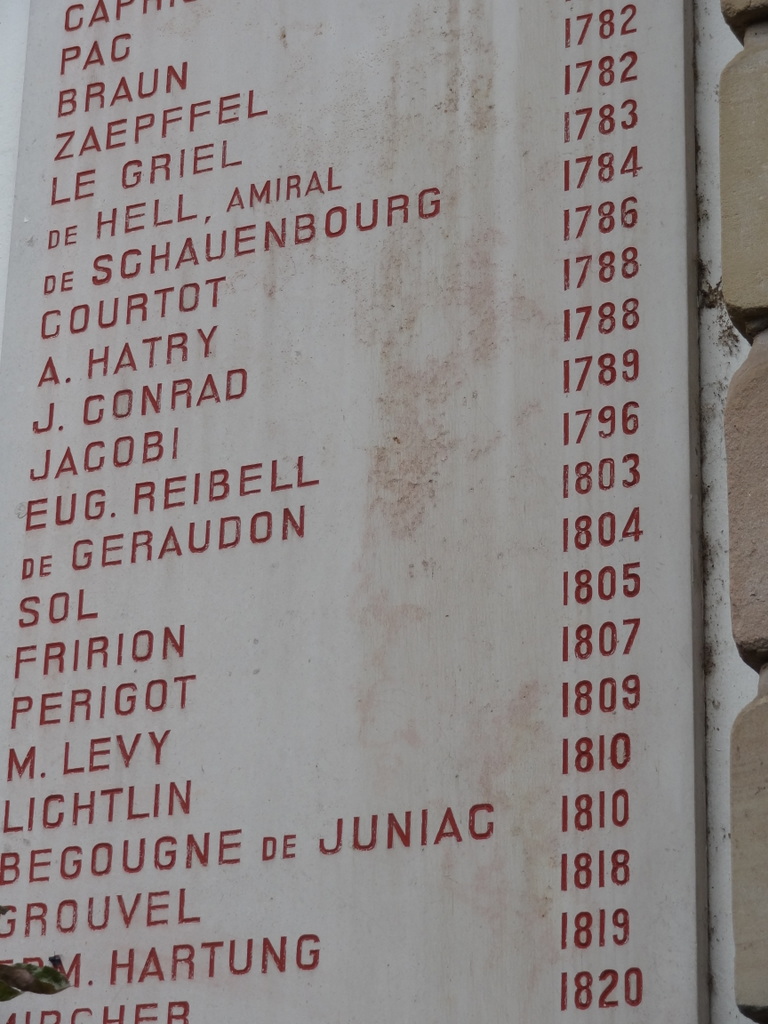 PAC
BRAUN
ZAEPFFEL 1782
LE GRIEL 1782
DE HELL, AMIRAL 1783
DE SCHAUENBOURG 1784
COURTOT 1786
A. HATRY 1788
J. CONRAD 1788
JACOBI 1789
EUG. REIBELL 1796
DE GERAUDON 1803
SOL 1804
FRIRION 1805
PERIGOT 1807
M. LEVY 1809
LICHTLIN 1810
BEGOUGNE DE JUNIAC 1810
GROUVEL 1818
HARTUNG 1819
MIRCHER 1820